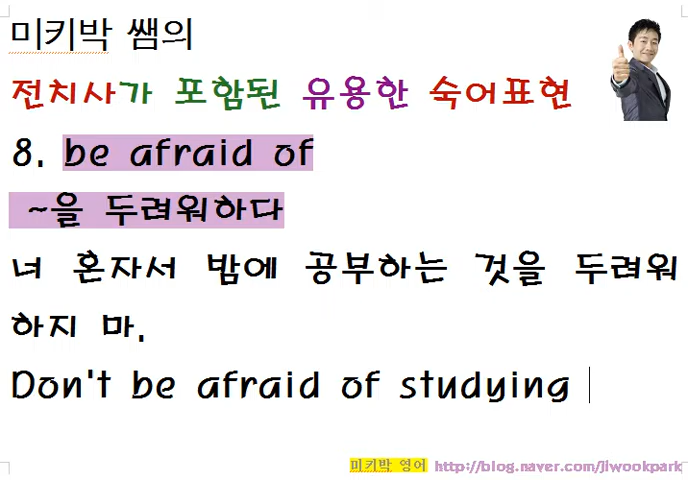 미키박 쌤의
전치사가 포함된 유용한 숙어표현
8. be afraid of
~을 두려워하다
너 혼자서 밤에 공부하는 것을 두려워
하지 마.
Don't be afraid of studying
미키박 영어 http://blog.naver.com/jiwookpark